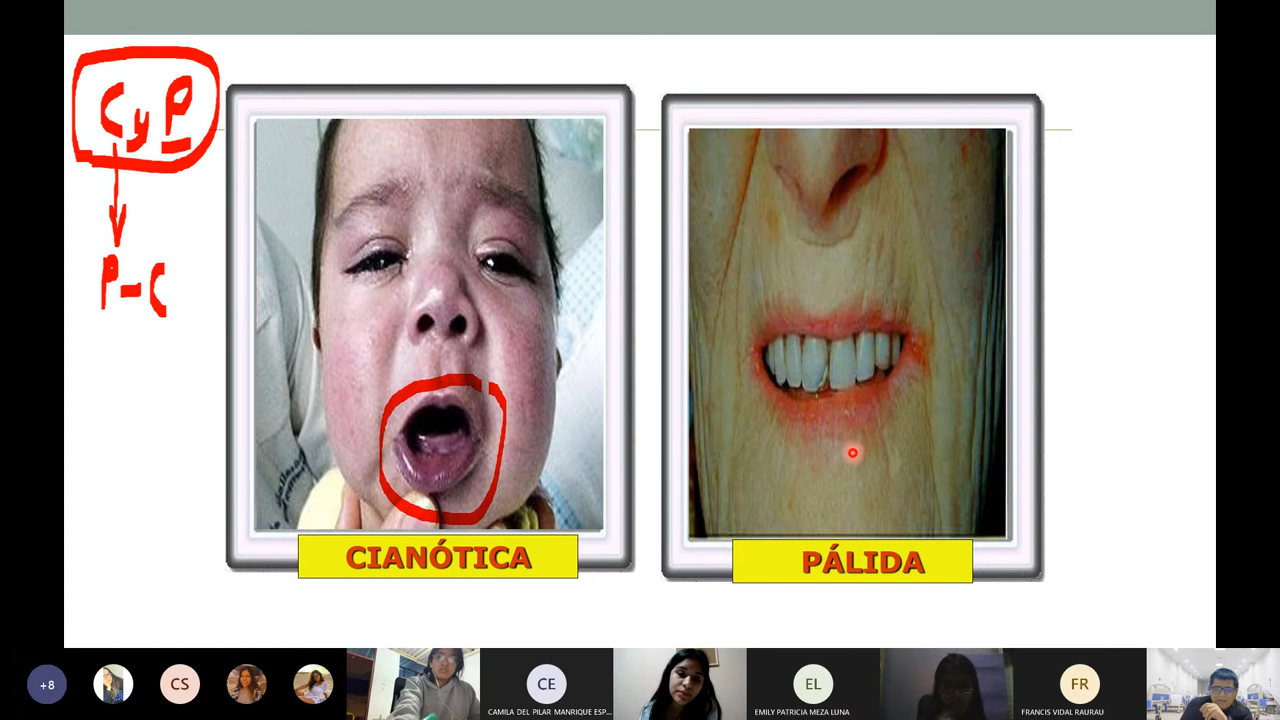 C y P
P - C
CIANÓTICA
PÁLIDA
+8
CS
CE
CAMILA DEL PILAR MANRIQUE ESP...
EL
EMILY PATRICIA MEZA LUNA
FR
FRANCIS VIDAL RAURAU